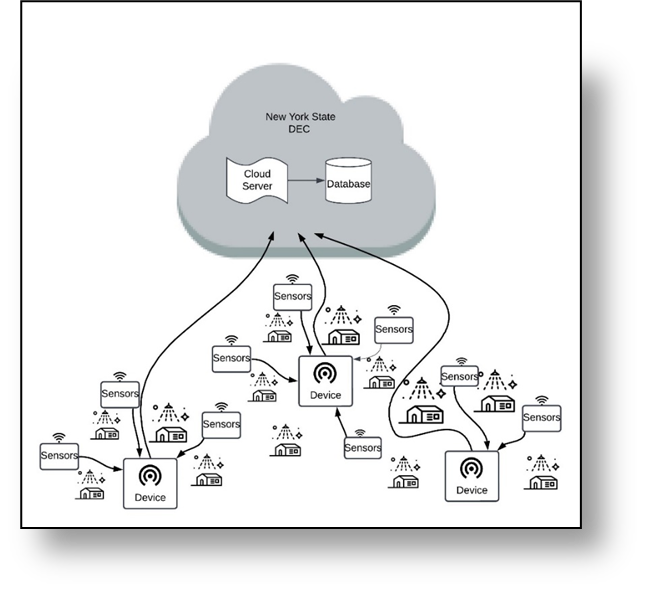 New York State
DEC
Cloud
Server
Database
Sensors
Sensors
Sensors
Device
Sensors
Sensors
Sensors
Sensors
Sensors
Sensors
Device
Device